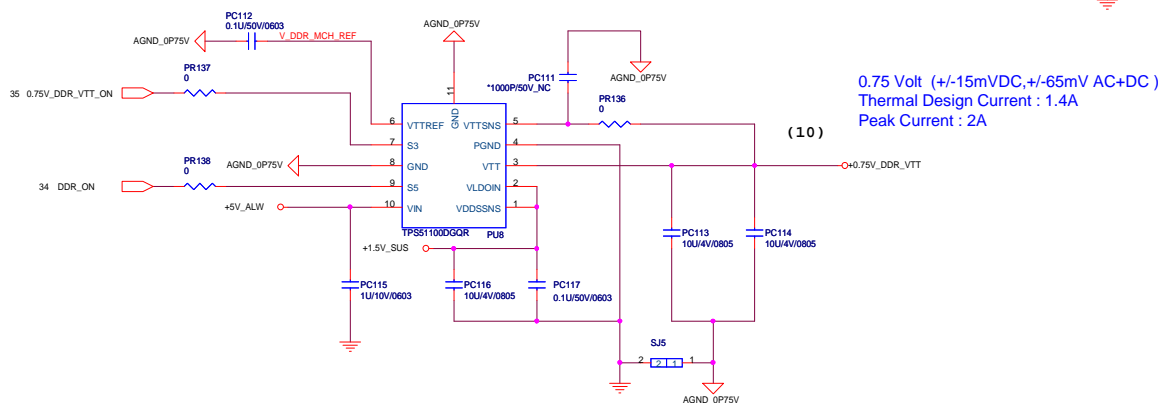 PC112
0.1U/50V/0603
AGND_0P75V
V_DDR_MCH_REF
AGND_0P75V
PR137
0
35 0.75V_DDR_VTT_ON
PC111
*1000P/50V_NC
AGND_0P75V
PR136
0
0.75 Volt (+/-15mVDC,+/-65mV AC+DC )
Thermal Design Current : 1.4A
Peak Current : 2A
(10)
11
GND
6 VTTREF
VTTSNS 5
7 S3
PGND 4
AGND_0P75V
8 GND
VTT 3
+0.75V_DDR_VTT
PR138
0
34 DDR_ON
9 S5
VLDOIN 2
+5V_ALW
10 VIN
VDDSSNS 1
TPS51100DGQR
PU8
+1.5V_SUS
PC113
10U/4V/0805
PC114
10U/4V/0805
PC115
1U/10V/0603
PC116
10U/4V/0805
PC117
0.1U/50V/0603
SJ5
2 2 1 1
AGND_0P75V